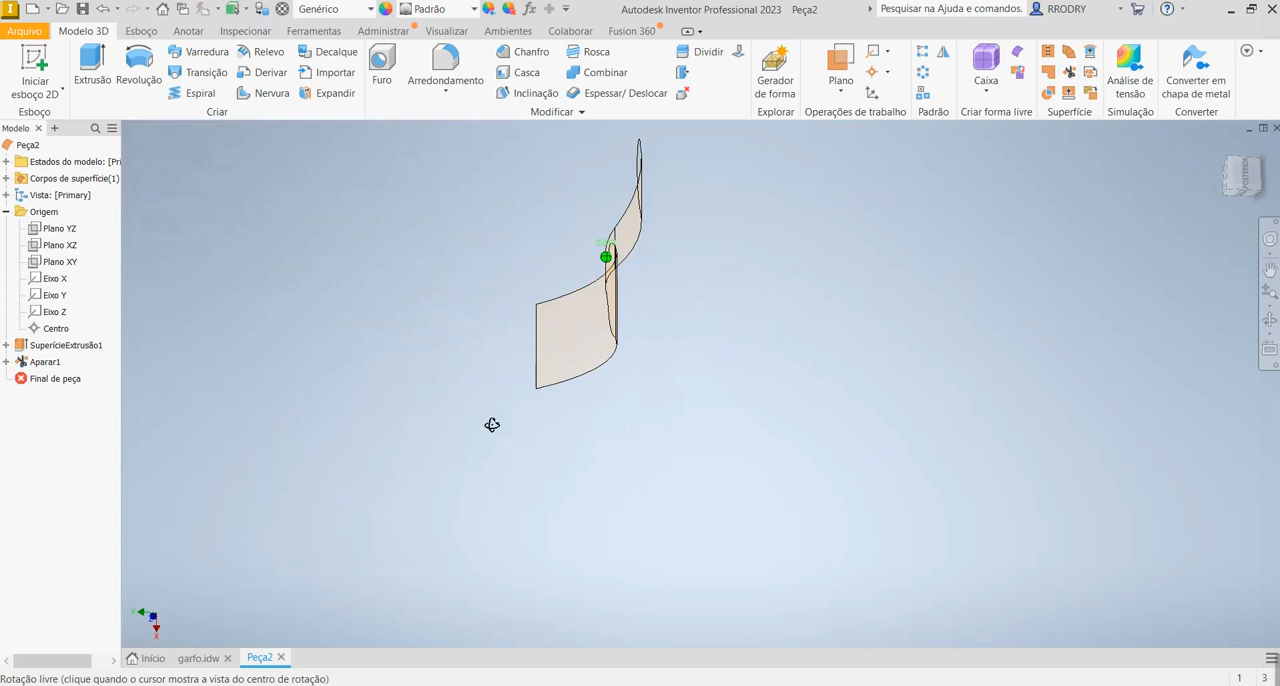 Genérico
Padrão
Autodesk Inventor Professional 2023 Peça2
Pesquisar na Ajuda e comandos.
RRODRY
Arquivo
Modelo 3D
Esboço
Anotar
Inspecionar
Ferramentas
Administrar
Visualizar
Ambientes
Colaborar
Fusion 360
Iniciar
esboço 2D
Extrusão
Revolução
Varredura
Transição
Espiral
Relevo
Derivar
Nervura
Decalque
Importar
Expandir
Furo
Arredondamento
Chanfro
Casca
Inclinação
Rosca
Combinar
Espessar/ Deslocar
Dividir
Gerador
de forma
Plano
Caixa
Análise de
tensão
Converter em
chapa de metal
Esboço
Criar
Modificar
Explorar
Operações de trabalho
Padrão
Criar forma livre
Superfície
Simulação
Converter
Modelo
Peça2
Estados do modelo: [Pri
Corpos de superfície(1)
Vista: [Primary]
Origem
Plano YZ
Plano XZ
Plano XY
Eixo X
Eixo Y
Eixo Z
Centro
SuperícieExtrusão1
Aparar1
Final de peça
POSTERIOR
Y
X
Início
garfo.idw
Peça2
Rotação livre (clique quando o cursor mostra a vista do centro de rotação)
1
3